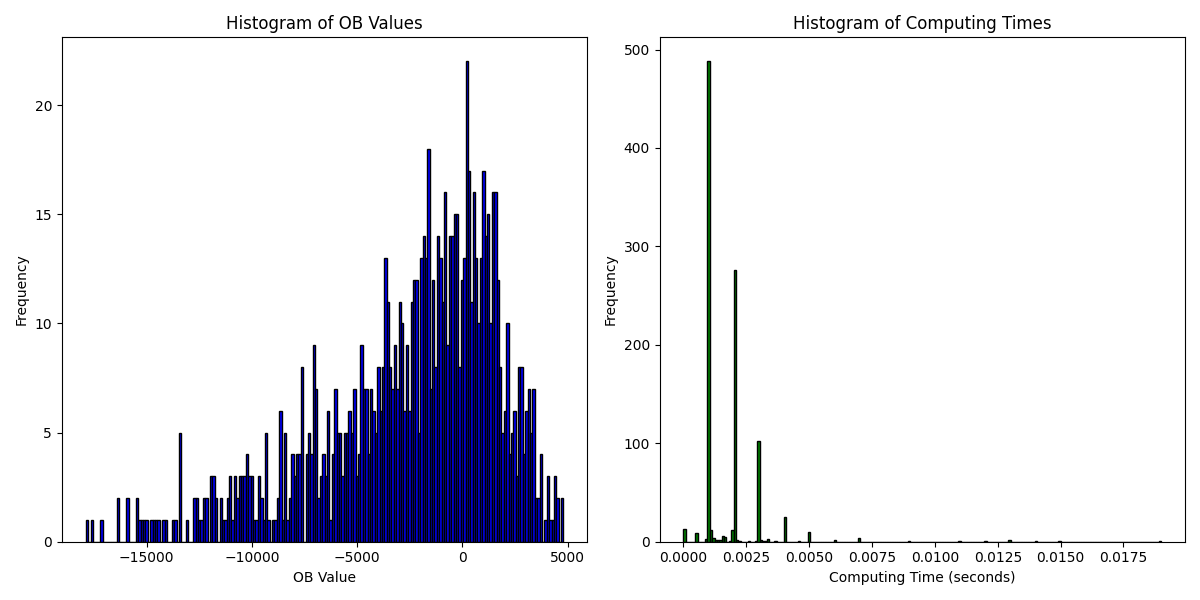 Histogram of OB Values
Frequency
20
15
10
5
0
−15000 −10000 −5000 0 5000
OB Value
Histogram of Computing Times
Frequency
500
400
300
200
100
0
0.0000 0.0025 0.0050 0.0075 0.0100 0.0125 0.0150 0.0175
Computing Time (seconds)